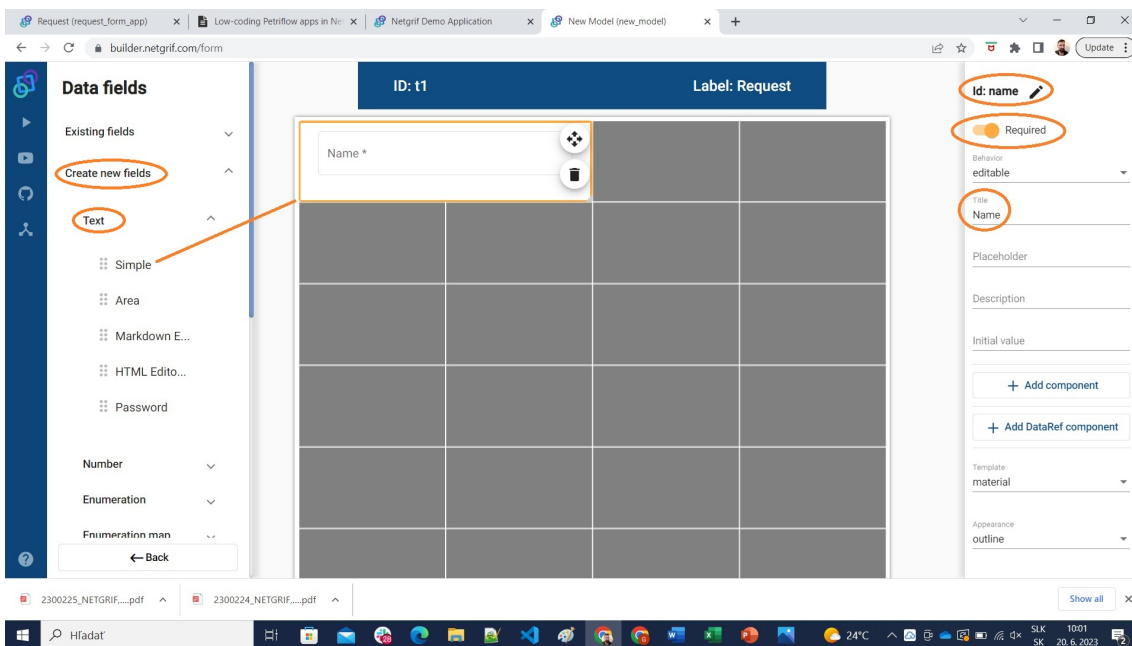 Request (request_form_app)
Low-coding Petriflow apps in Ne
Netgrif Demo Application
New Model (new_model)
builder.netgrif.com/form
Update
Data fields
Existing fields
Create new fields
Text
Simple
Area
Markdown E...
HTML Edito...
Password
Number
Enumeration
Enumeration map
Back
ID: t1
Label: Request
Name *
Id: name
Required
Behavior
editable
Title
Name
Placeholder
Description
Initial value
+ Add component
+ Add DataRef component
Template
material
Appearance
outline
2300225_NETGRIF,....pdf
2300224_NETGRIF,....pdf
Show all
Hľadať
24°C
SLK
SK
10:01
20. 6. 2023